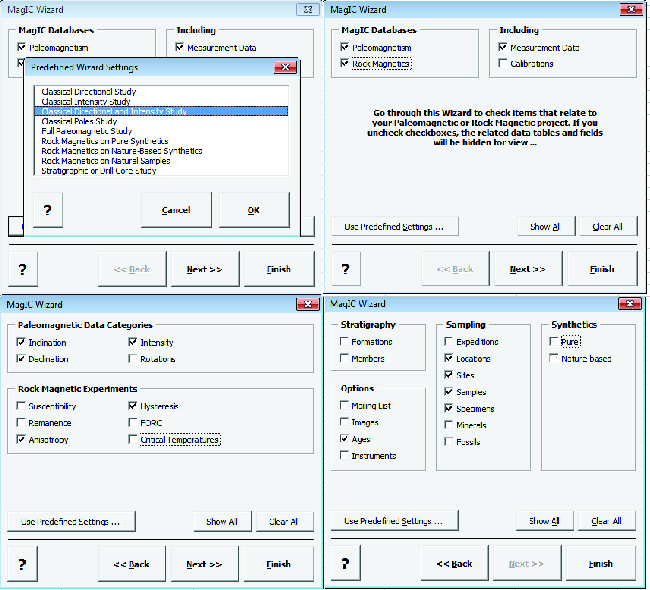 MagIC Wizard
MagIC Databases
Including
Paleomagnetism
Measurement Data
Predefined Wizard Settings
Classical Directional Study
Classical Intensity Study
Classical Directional and Intensity Study
Classical Poles Study
Full Paleomagnetic Study
Rock Magnetics on Pure Synthetics
Rock Magnetics on Nature-Based Synthetics
Rock Magnetics on Natural Samples
Stratigraphic or Drill Core Study
?
Cancel
OK
?
<< Back
Next >>
Finish
MagIC Wizard
MagIC Databases
Including
Paleomagnetism
Measurement Data
Rock Magnetics
Calibrations
Go through this Wizard to check items that relate to
your Paleomagnetic or Rock Magnetic project. If you
uncheck checkboxes, the related data tables and fields
will be hidden for view ...
Use Predefined Settings ...
Show All
Clear All
?
<< Back
Next >>
Finish
MagIC Wizard
Paleomagnetic Data Categories
Inclination
Intensity
Declination
Rotations
Rock Magnetic Experiments
Susceptibility
Hysteresis
Remanence
FORC
Anisotropy
Critical Temperatures
Use Predefined Settings ...
Show All
Clear All
?
<< Back
Next >>
Finish
MagIC Wizard
Stratigraphy
Sampling
Synthetics
Formations
Expeditions
Pure
Members
Locations
Nature-based
Sites
Options
Samples
Mailing List
Specimens
Images
Minerals
Ages
Fossils
Instruments
Use Predefined Settings ...
Show All
Clear All
?
<< Back
Next >>
Finish